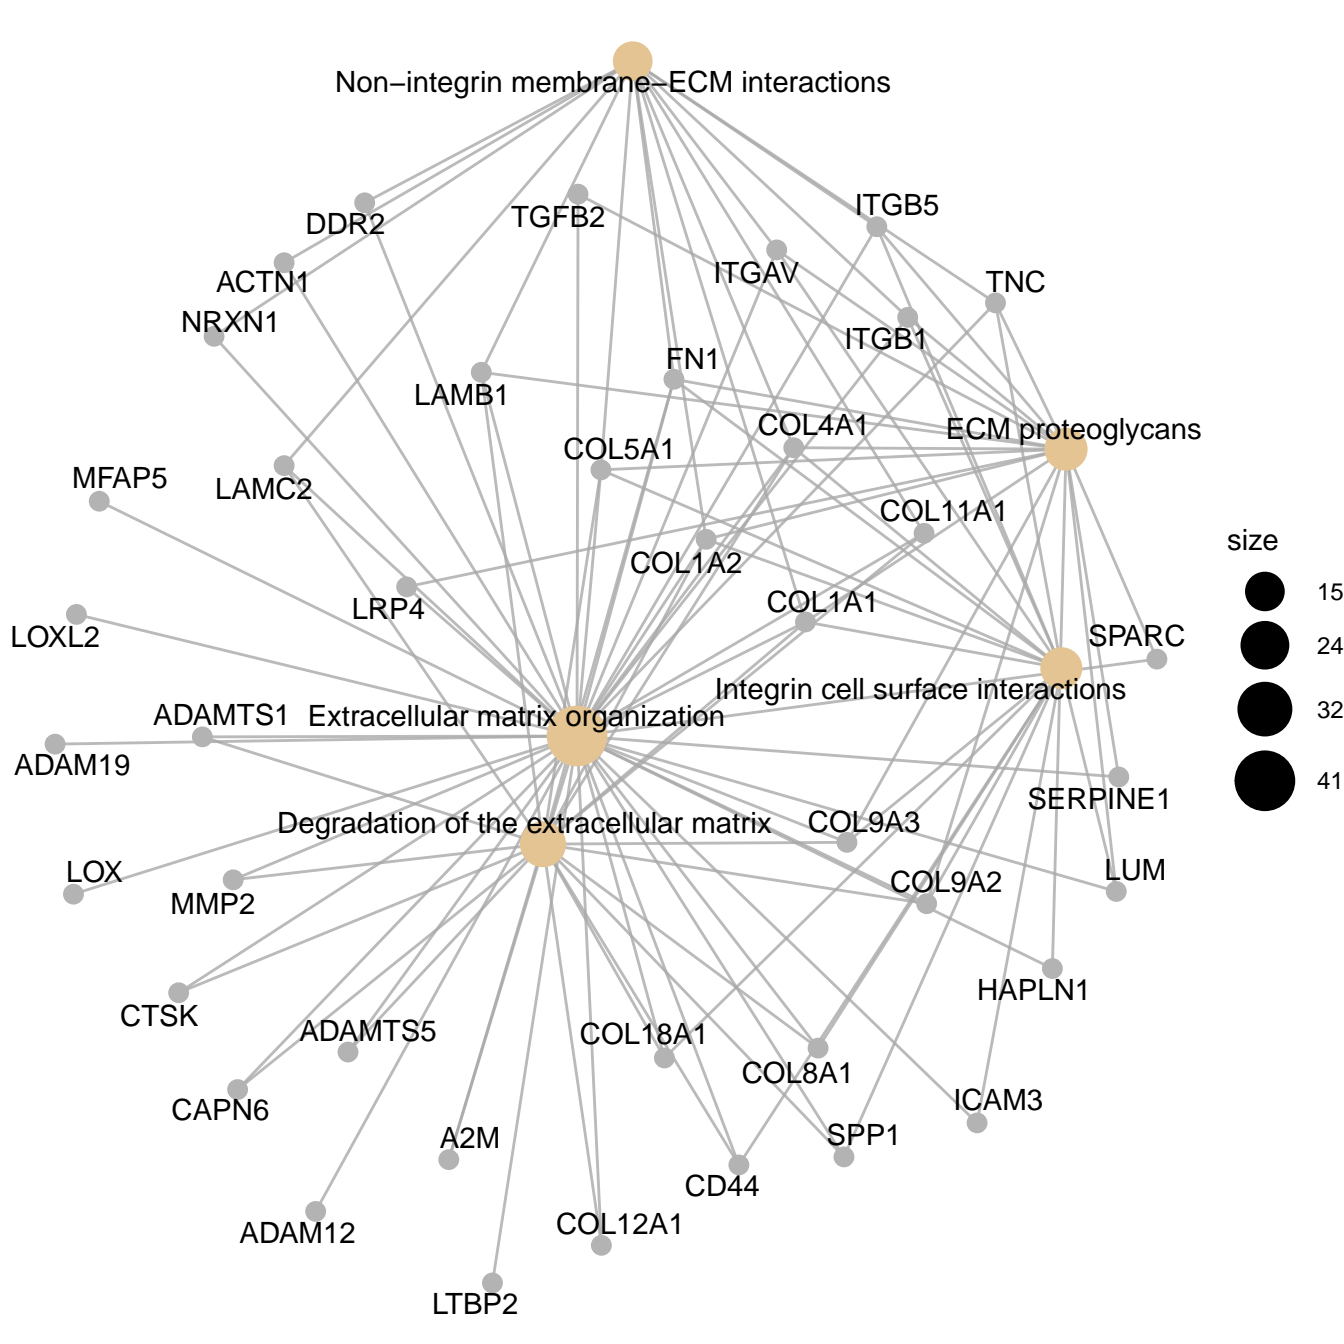 Non−integrin membrane−ECM interactions
DDR2
TGFB2
ITGB5
ACTN1
ITGAV
TNC
NRXN1
ITGB1
FN1
LAMB1
COL4A1
ECM proteoglycans
COL5A1
MFAP5
LAMC2
COL11A1
size
COL1A2
15
LRP4
COL1A1
LOXL2
SPARC
24
Integrin cell surface interactions
ADAMTS1
Extracellular matrix organization
32
ADAM19
41
SERPINE1
Degradation of the extracellular matrix
COL9A3
LOX
LUM
MMP2
COL9A2
HAPLN1
CTSK
ADAMTS5
COL18A1
COL8A1
CAPN6
ICAM3
A2M
SPP1
CD44
ADAM12
COL12A1
LTBP2